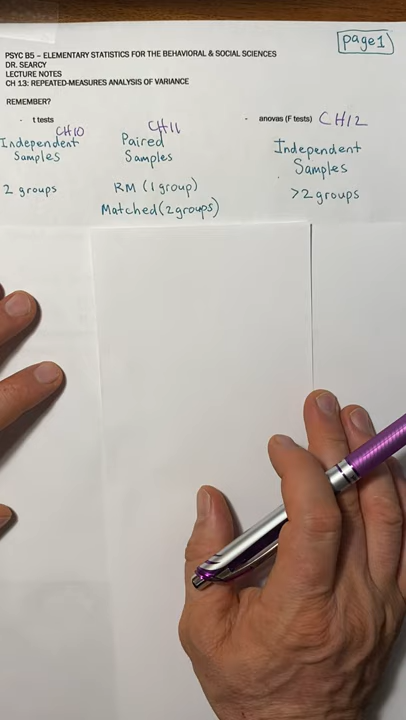 page 1
PSYC B5 – ELEMENTARY STATISTICS FOR THE BEHAVIORAL & SOCIAL SCIENCES
DR. SEARCY
LECTURE NOTES
CH 13: REPEATED-MEASURES ANALYSIS OF VARIANCE
REMEMBER?
- t tests
CH10
Independent
Samples
2 groups
CH11
Paired
Samples
RM (1 group)
Matched (2 groups)
- anovas (F tests) CH12
Independent
Samples
>2 groups